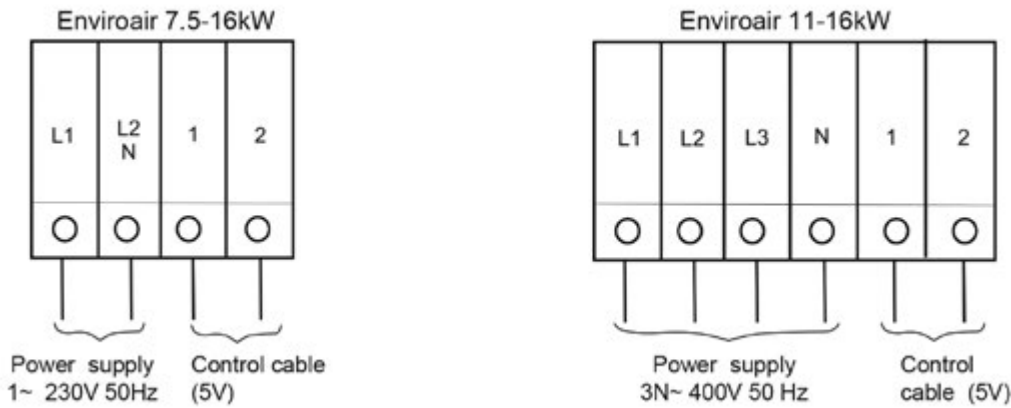 Enviroair 7.5-16kW
L1
L2
N
1
2
Power supply
1~ 230V 50Hz
Control cable
(5V)
Enviroair 11-16kW
L1
L2
L3
N
1
2
Power supply
3N~ 400V 50 Hz
Control
cable (5V)